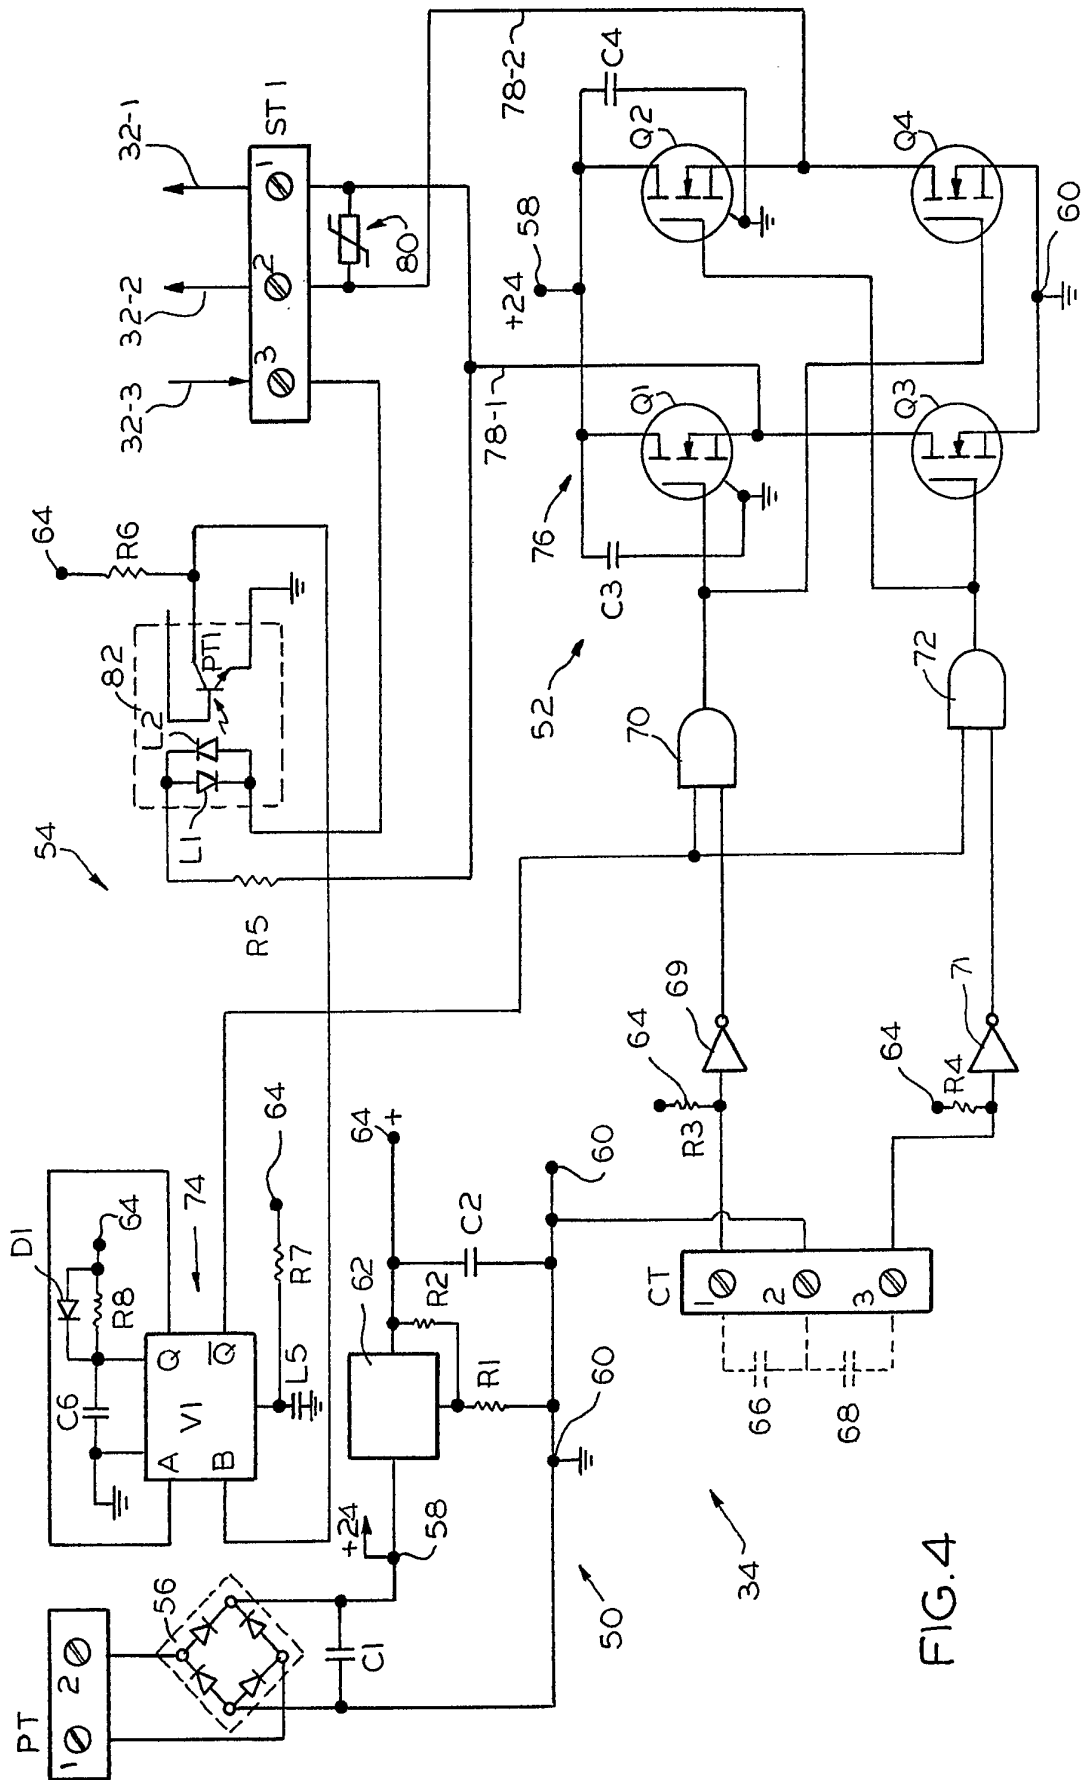 PT
1
2
56
C1
+24
58
50
60
62
R1
R2
C2
64
+
60
D1
64
R8
C6
A
B
V1
Q
Q̅
74
L5
R7
64
54
R5
L1
L2
82
PT1
R6
64
32-3
32-2
32-1
3
2
1
ST1
80
78-1
78-2
34
66
68
CT
1
2
3
R3
64
69
R4
64
71
70
72
52
76
C3
Q1
Q3
+24
58
Q2
C4
Q4
60
FIG.4